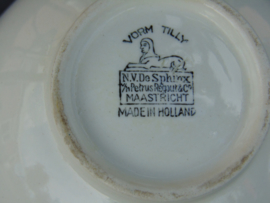 VORM TILLY
N.V. De Sphinx
v/h Petrus Regout & Co
MAASTRICHT
MADE IN HOLLAND